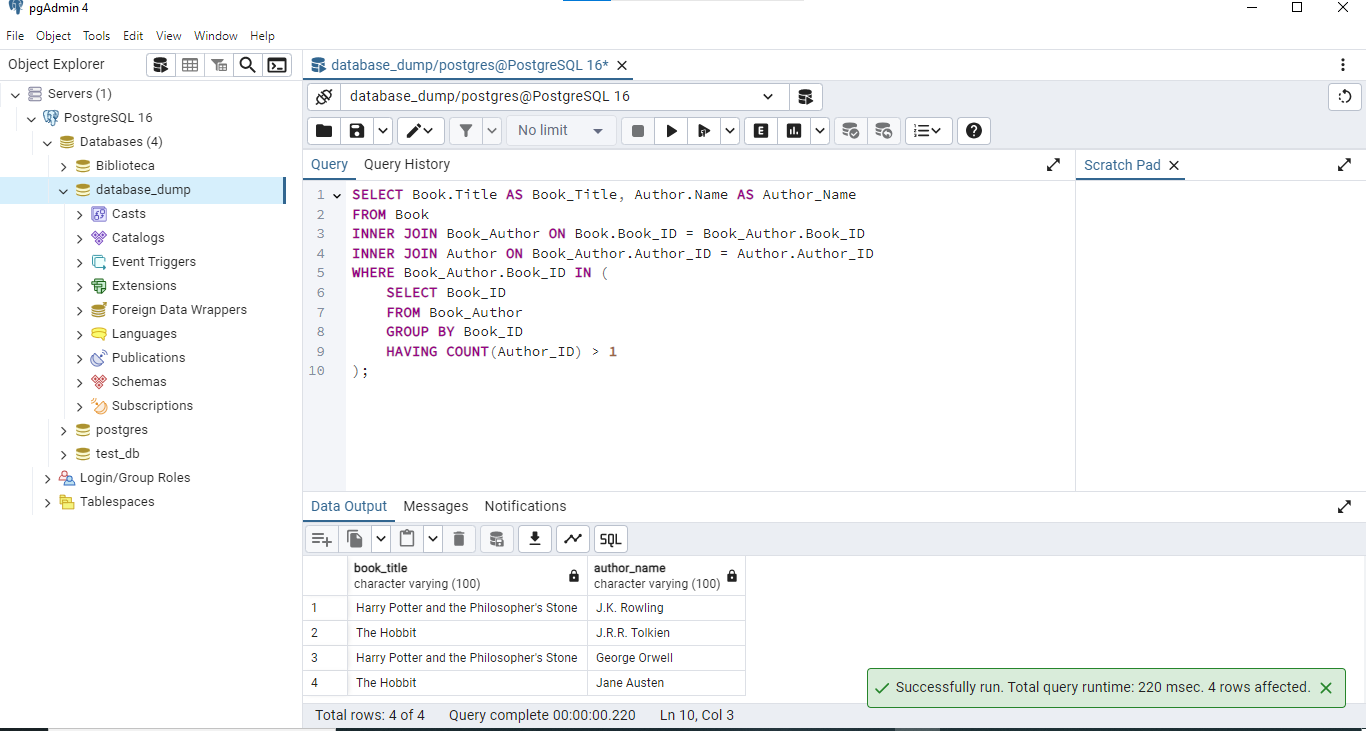 pgAdmin 4
File Object Tools Edit View Window Help
Object Explorer
Servers (1)
PostgreSQL 16
Databases (4)
Biblioteca
database_dump
Casts
Catalogs
Event Triggers
Extensions
Foreign Data Wrappers
Languages
Publications
Schemas
Subscriptions
postgres
test_db
Login/Group Roles
Tablespaces
database_dump/postgres@PostgreSQL 16*
database_dump/postgres@PostgreSQL 16
No limit
E
Query Query History
Scratch Pad
1 SELECT Book.Title AS Book_Title, Author.Name AS Author_Name
2 FROM Book
3 INNER JOIN Book_Author ON Book.Book_ID = Book_Author.Book_ID
4 INNER JOIN Author ON Book_Author.Author_ID = Author.Author_ID
5 WHERE Book_Author.Book_ID IN (
6 SELECT Book_ID
7 FROM Book_Author
8 GROUP BY Book_ID
9 HAVING COUNT(Author_ID) > 1
10 );
Data Output Messages Notifications
SQL
book_title author_name
character varying (100) character varying (100)
1 Harry Potter and the Philosopher's Stone J.K. Rowling
2 The Hobbit J.R.R. Tolkien
3 Harry Potter and the Philosopher's Stone George Orwell
4 The Hobbit Jane Austen
Successfully run. Total query runtime: 220 msec. 4 rows affected.
Total rows: 4 of 4 Query complete 00:00:00.220 Ln 10, Col 3